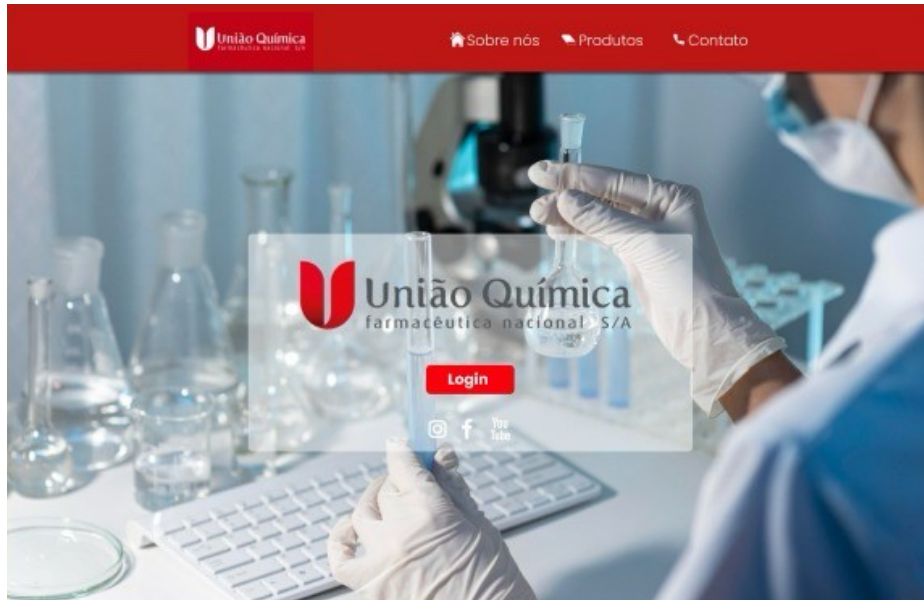 União Química
farmacêutica nacional S/A
Sobre nós
Produtos
Contato
União Química
farmacêutica nacional S/A
Login
You
Tube